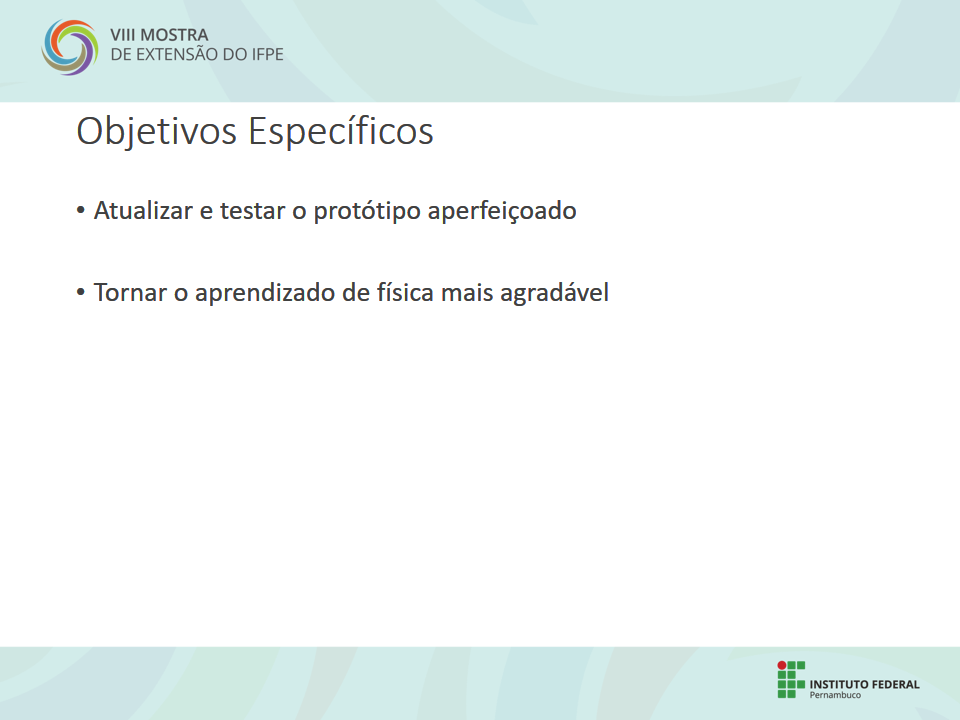 VIII MOSTRA
DE EXTENSÃO DO IFPE
Objetivos Específicos
• Atualizar e testar o protótipo aperfeiçoado
• Tornar o aprendizado de física mais agradável
INSTITUTO FEDERAL
Pernambuco